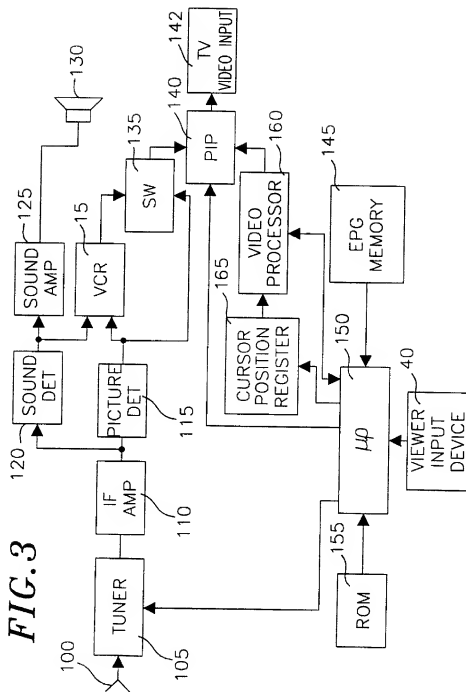 FIG.3
100
TUNER
105
IF
AMP
110
SOUND DET
120
PICTURE DET
115
SOUND
AMP
125
130
VCR
15
SW
135
PIP
140
TV
VIDEO INPUT
142
VIDEO
PROCESSOR
160
CURSOR
POSITION
REGISTER
165
EPG
MEMORY
145
μp
150
ROM
155
VIEWER
INPUT
DEVICE
40